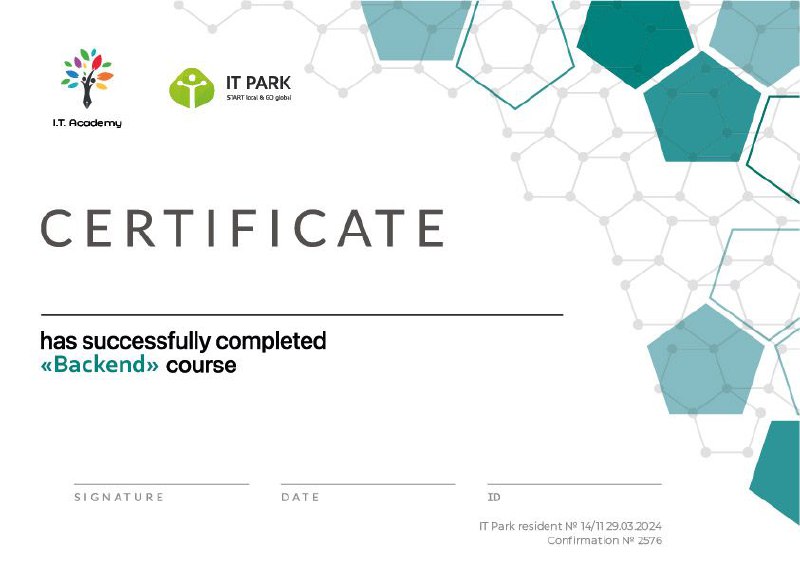 I.T. Academy
IT PARK
START local & GO global
CERTIFICATE
has successfully completed
«Backend» course
SIGNATURE
DATE
ID
IT Park resident № 14/11 29.03.2024
Confirmation № 2576